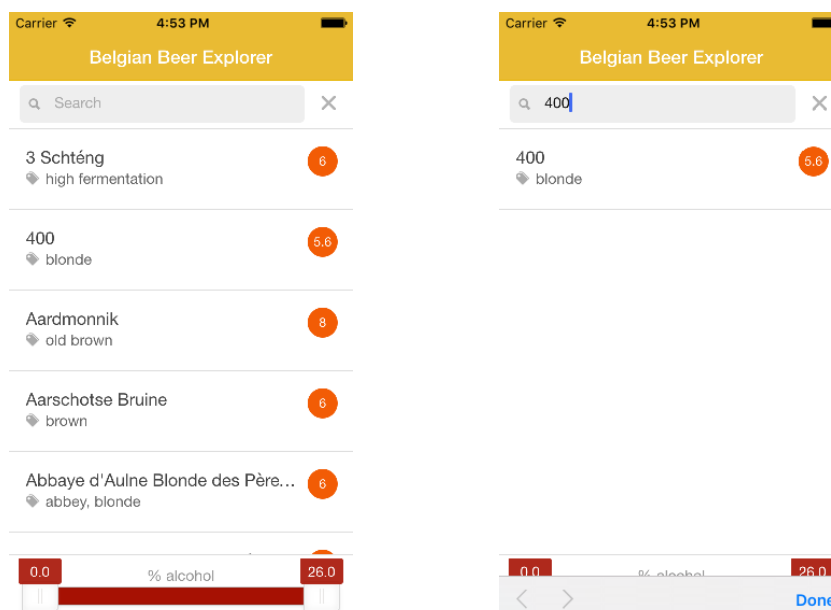 Carrier 4:53 PM
Belgian Beer Explorer
Search
3 Schténg
6
high fermentation
400
5.6
blonde
Aardmonnik
8
old brown
Aarschotse Bruine
6
brown
Abbaye d'Aulne Blonde des Père...
6
abbey, blonde
0.0 % alcohol 26.0
Carrier 4:53 PM
Belgian Beer Explorer
400
400
5.6
blonde
0.0 % alcohol 26.0
Done